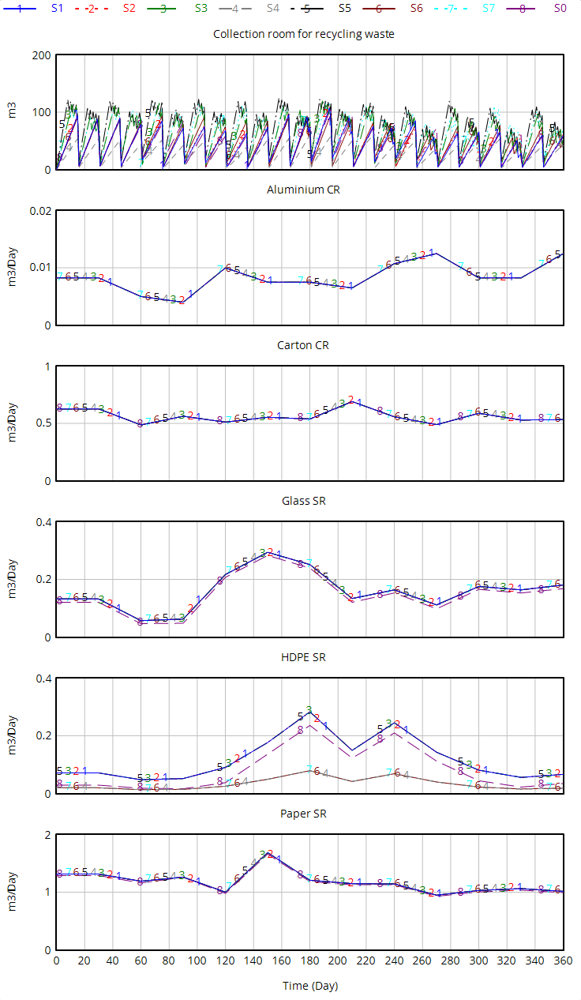 1 S1 2 S2 3 S3 4 S4 5 S5 6 S6 7 S7 8 S0
Collection room for recycling waste
200
m3
100
0
Aluminium CR
0.02
m3/Day
0.01
0
Carton CR
1
m3/Day
0.5
0
Glass SR
0.4
m3/Day
0.2
0
HDPE SR
0.4
m3/Day
0.2
0
Paper SR
2
m3/Day
1
0
0 20 40 60 80 100 120 140 160 180 200 220 240 260 280 300 320 340 360
Time (Day)